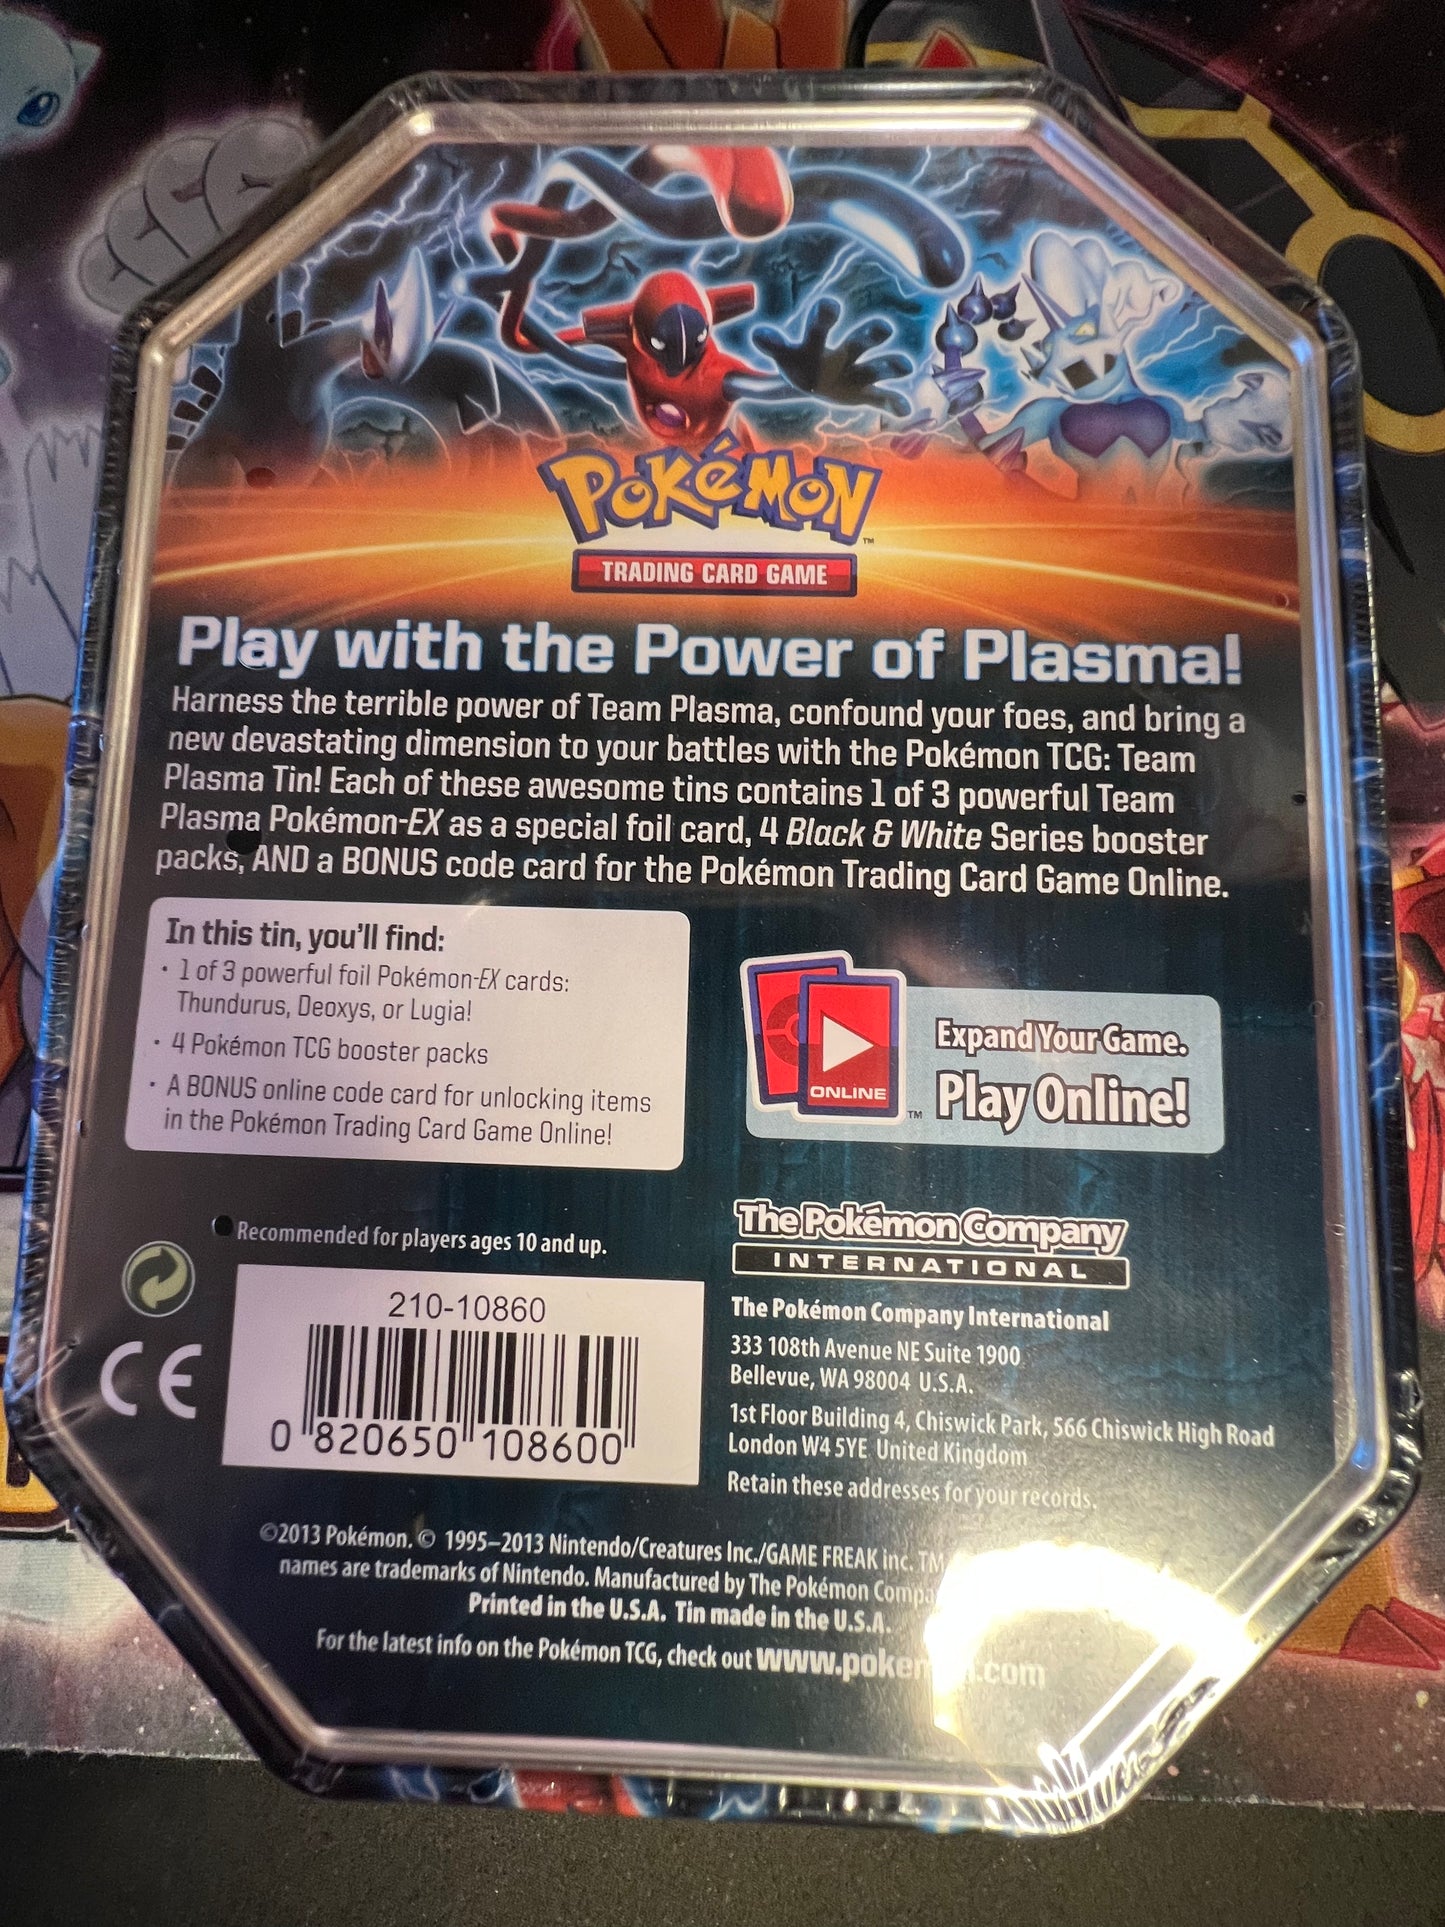 POKéMON™
TRADING CARD GAME
Play with the Power of Plasma!
Harness the terrible power of Team Plasma, confound your foes, and bring a
new devastating dimension to your battles with the Pokémon TCG: Team
Plasma Tin! Each of these awesome tins contains 1 of 3 powerful Team
Plasma Pokémon-EX as a special foil card, 4 Black & White Series booster
packs, AND a BONUS code card for the Pokémon Trading Card Game Online.
In this tin, you'll find:
• 1 of 3 powerful foil Pokémon-EX cards:
Thundurus, Deoxys, or Lugia!
• 4 Pokémon TCG booster packs
• A BONUS online code card for unlocking items
in the Pokémon Trading Card Game Online!
ONLINE™
Expand Your Game.
Play Online!
Recommended for players ages 10 and up.
210-10860
0 820650 108600
CE
The Pokémon Company
INTERNATIONAL
The Pokémon Company International
333 108th Avenue NE Suite 1900
Bellevue, WA 98004 U.S.A.
1st Floor Building 4, Chiswick Park, 566 Chiswick High Road
London W4 5YE United Kingdom
Retain these addresses for your records.
©2013 Pokémon. © 1995–2013 Nintendo/Creatures Inc./GAME FREAK inc. TM
names are trademarks of Nintendo. Manufactured by The Pokémon
Printed in the U.S.A. Tin made in the U.S.A.
For the latest info on the Pokémon TCG, check out www.pokemon.com